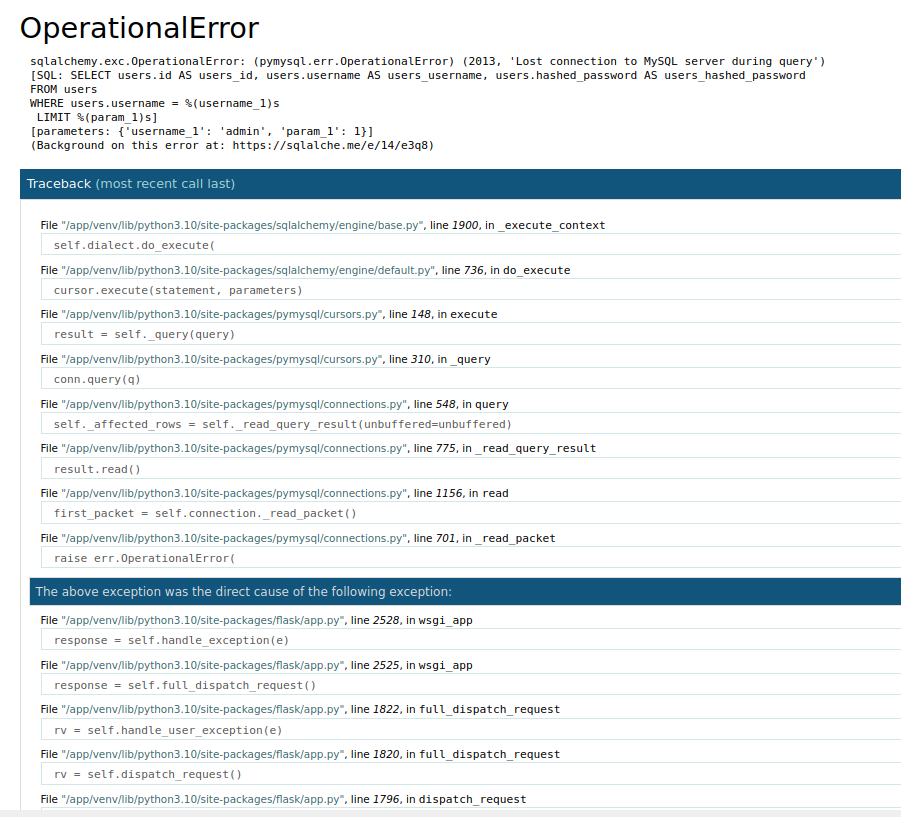 OperationalError
sqlalchemy.exc.OperationalError: (pymysql.err.OperationalError) (2013, 'Lost connection to MySQL server during query')
[SQL: SELECT users.id AS users_id, users.username AS users_username, users.hashed_password AS users_hashed_password
FROM users
WHERE users.username = %(username_1)s
 LIMIT %(param_1)s]
[parameters: {'username_1': 'admin', 'param_1': 1}]
(Background on this error at: https://sqlalche.me/e/14/e3q8)
Traceback (most recent call last)
File "/app/venv/lib/python3.10/site-packages/sqlalchemy/engine/base.py", line 1900, in _execute_context
self.dialect.do_execute(
File "/app/venv/lib/python3.10/site-packages/sqlalchemy/engine/default.py", line 736, in do_execute
cursor.execute(statement, parameters)
File "/app/venv/lib/python3.10/site-packages/pymysql/cursors.py", line 148, in execute
result = self._query(query)
File "/app/venv/lib/python3.10/site-packages/pymysql/cursors.py", line 310, in _query
conn.query(q)
File "/app/venv/lib/python3.10/site-packages/pymysql/connections.py", line 548, in query
self._affected_rows = self._read_query_result(unbuffered=unbuffered)
File "/app/venv/lib/python3.10/site-packages/pymysql/connections.py", line 775, in _read_query_result
result.read()
File "/app/venv/lib/python3.10/site-packages/pymysql/connections.py", line 1156, in read
first_packet = self.connection._read_packet()
File "/app/venv/lib/python3.10/site-packages/pymysql/connections.py", line 701, in _read_packet
raise err.OperationalError(
The above exception was the direct cause of the following exception:
File "/app/venv/lib/python3.10/site-packages/flask/app.py", line 2528, in wsgi_app
response = self.handle_exception(e)
File "/app/venv/lib/python3.10/site-packages/flask/app.py", line 2525, in wsgi_app
response = self.full_dispatch_request()
File "/app/venv/lib/python3.10/site-packages/flask/app.py", line 1822, in full_dispatch_request
rv = self.handle_user_exception(e)
File "/app/venv/lib/python3.10/site-packages/flask/app.py", line 1820, in full_dispatch_request
rv = self.dispatch_request()
File "/app/venv/lib/python3.10/site-packages/flask/app.py", line 1796, in dispatch_request